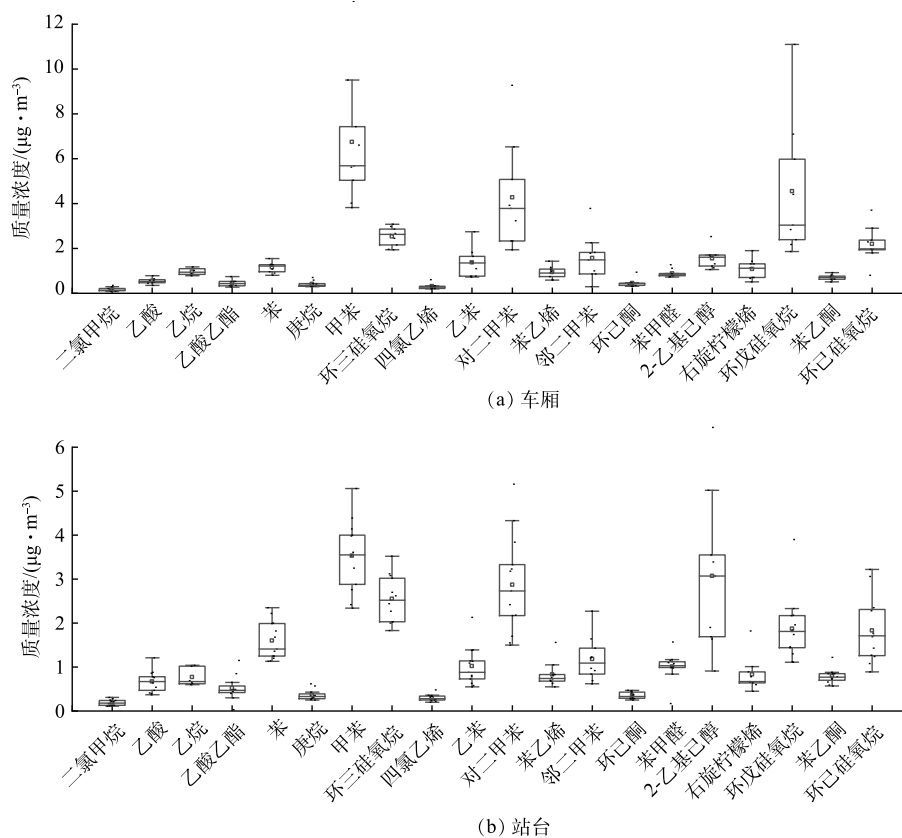 12
10
8
6
4
2
0
质量浓度/(μg·m⁻³)
二氯甲烷
乙酸
乙烷
乙酸乙酯
苯
庚烷
甲苯
环三硅氧烷
四氯乙烯
乙苯
对二甲苯
苯乙烯
邻二甲苯
环已酮
苯甲醛
2-乙基已醇
右旋柠檬烯
环戊硅氧烷
苯乙酮
环已硅氧烷
(a) 车厢
6
5
4
3
2
1
0
质量浓度/(μg·m⁻³)
二氯甲烷
乙酸
乙烷
乙酸乙酯
苯
庚烷
甲苯
环三硅氧烷
四氯乙烯
乙苯
对二甲苯
苯乙烯
邻二甲苯
环已酮
苯甲醛
2-乙基已醇
右旋柠檬烯
环戊硅氧烷
苯乙酮
环已硅氧烷
(b) 站台